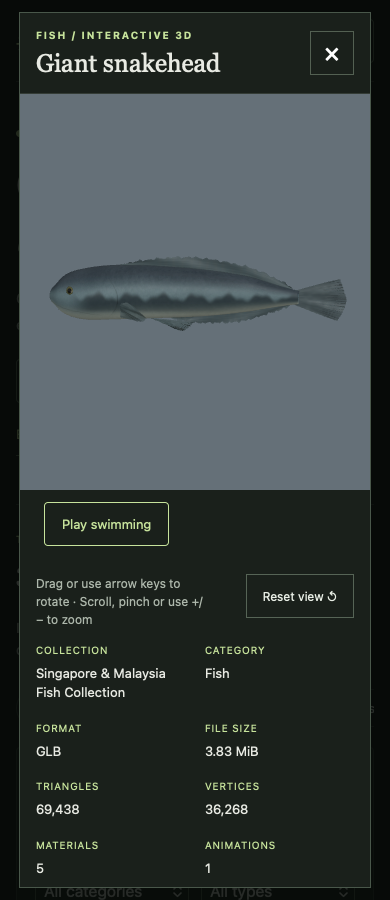 FISH / INTERACTIVE 3D
Giant snakehead
×
Play swimming
Drag or use arrow keys to
rotate · Scroll, pinch or use +/
– to zoom
Reset view ↺
COLLECTION
Singapore & Malaysia
Fish Collection
CATEGORY
Fish
FORMAT
GLB
FILE SIZE
3.83 MiB
TRIANGLES
69,438
VERTICES
36,268
MATERIALS
5
ANIMATIONS
1
All categories
All types